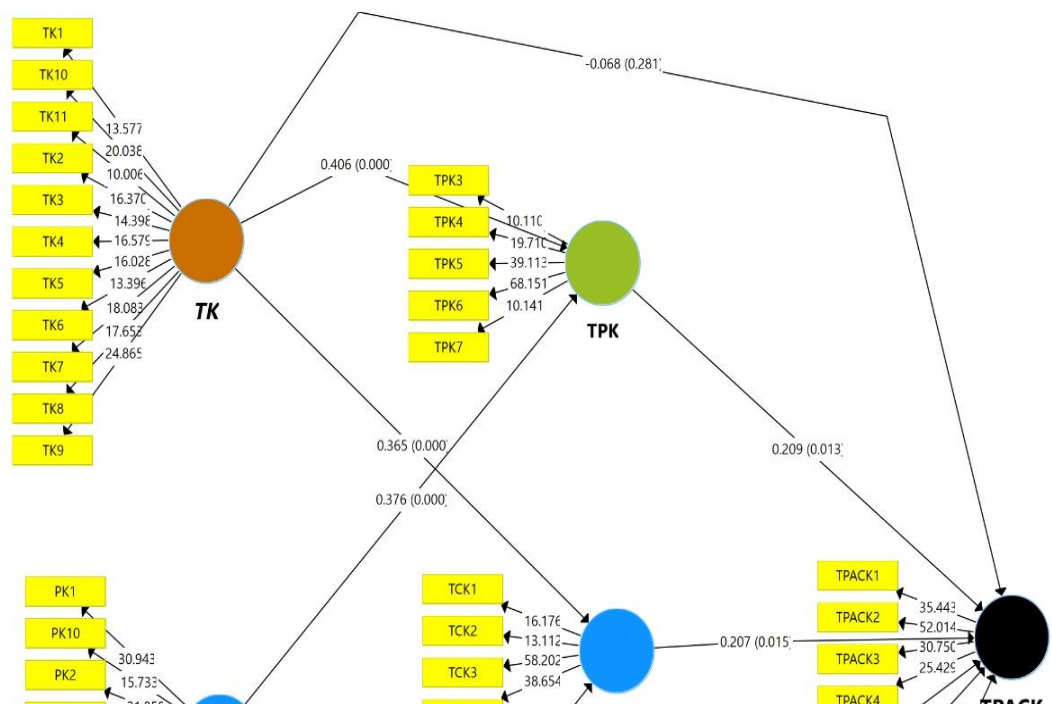 TK1
TK10
TK11
TK2
TK3
TK4
TK5
TK6
TK7
TK8
TK9
13.577
20.038
10.006
16.370
14.398
16.579
16.028
13.396
18.083
17.653
24.865
TK
-0.068 (0.281)
0.406 (0.000)
TPK3
TPK4
TPK5
TPK6
TPK7
10.110
19.710
39.113
68.151
10.141
TPK
0.365 (0.000)
0.376 (0.000)
0.209 (0.013)
PK1
PK10
PK2
30.943
15.733
TCK1
TCK2
TCK3
16.176
13.112
58.202
38.654
0.207 (0.015)
TPACK1
TPACK2
TPACK3
TPACK4
35.443
52.014
30.750
25.429
TPACK